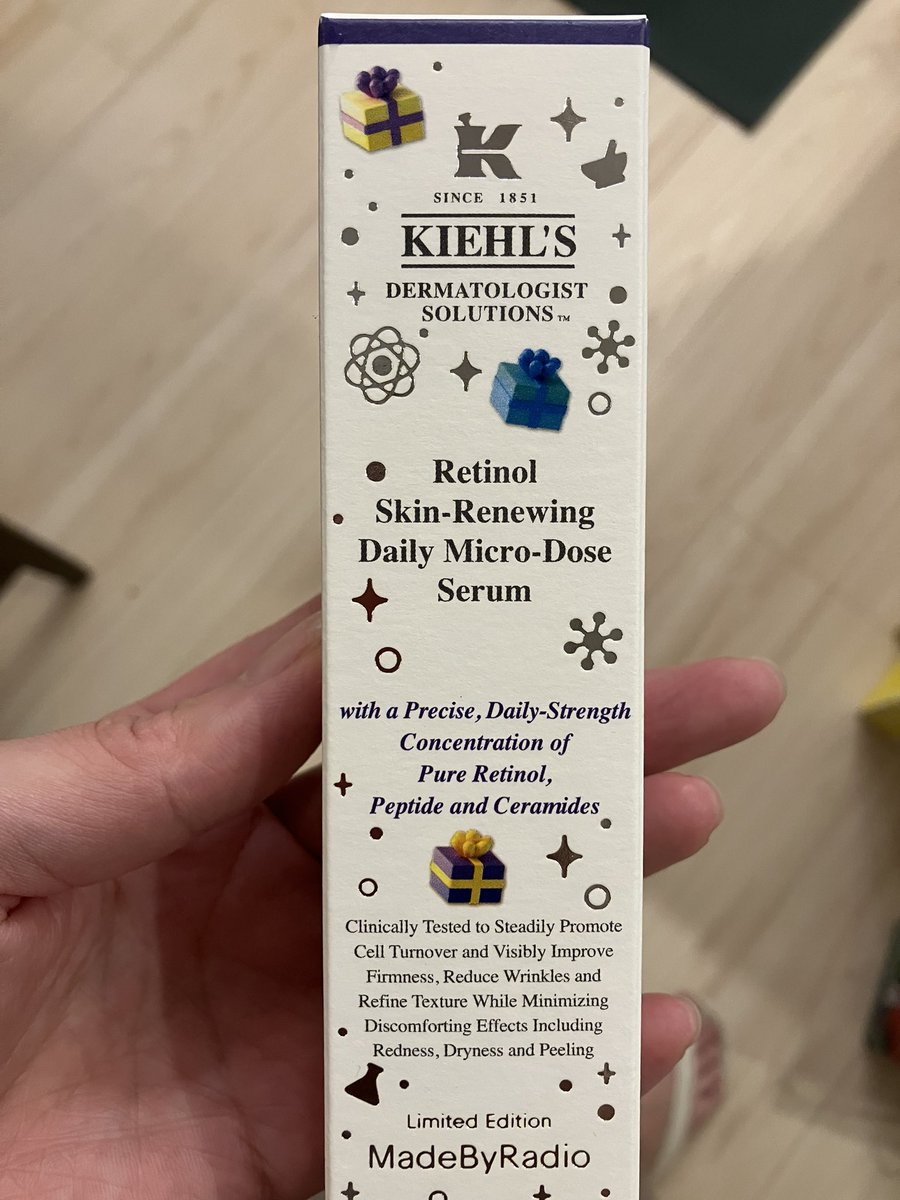 K
SINCE 1851
KIEHL'S
DERMATOLOGIST
SOLUTIONS™
Retinol
Skin-Renewing
Daily Micro-Dose
Serum
with a Precise, Daily-Strength
Concentration of
Pure Retinol,
Peptide and Ceramides
Clinically Tested to Steadily Promote
Cell Turnover and Visibly Improve
Firmness, Reduce Wrinkles and
Refine Texture While Minimizing
Discomforting Effects Including
Redness, Dryness and Peeling
Limited Edition
MadeByRadio